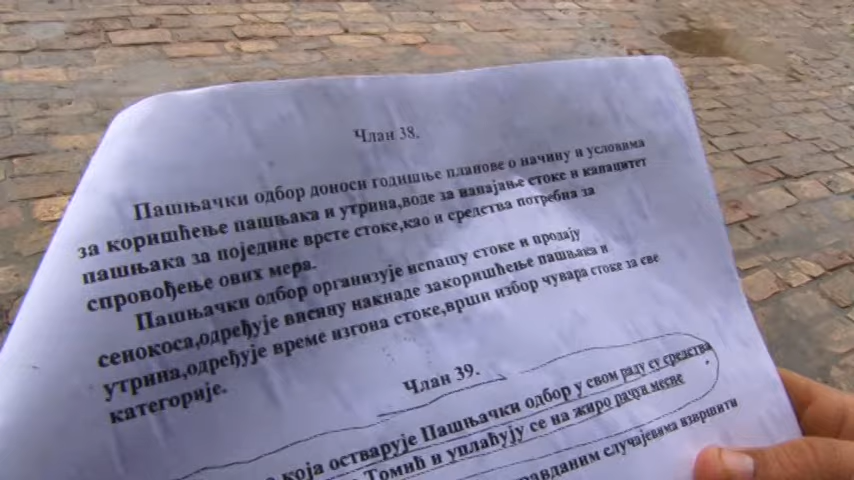 Члан 38.
Пашњачки одбор доноси годишње планове о начину и условима
за коришћење пашњака и утрина,воде за напајање стоке и капацитет
пашњака за поједине врсте стоке,као и средства потребна за
спровођење ових мера.
Пашњачки одбор организује испашу стоке и продају
сенокоса,одређује висину накнаде закоришћење пашњака и
утрина,одређује време изгона стоке,врши избор чувара стоке за све
категорије.
Члан 39.
која остварује Пашњачки одбор у свом раду су средства
Томић и уплаћују се на жиро рачун месне
случајевима извршити